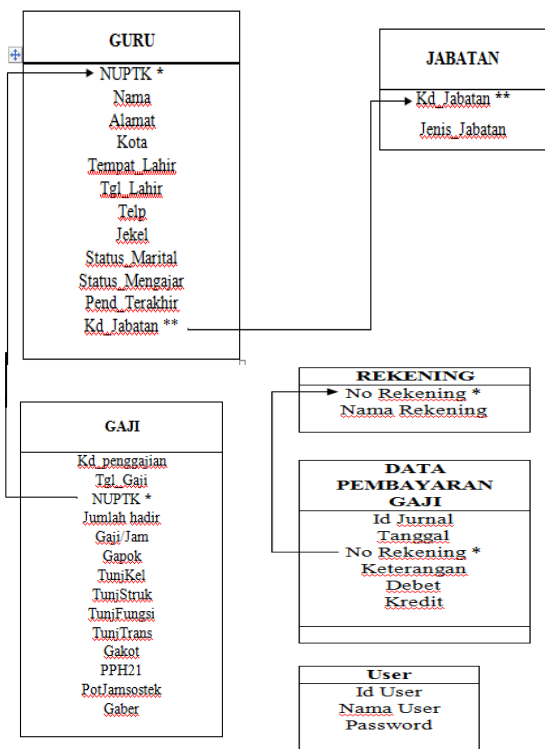 GURU
NUPTK *
Nama
Alamat
Kota
Tempat_Lahir
Tgl_Lahir
Telp
Jekel
Status_Marital
Status_Mengajar
Pend_Terakhir
Kd_Jabatan **
JABATAN
Kd_Jabatan **
Jenis_Jabatan
GAJI
Kd_penggajian
Tgl_Gaji
NUPTK *
Jumlah hadir
Gaji/Jam
Gapok
TunjKel
TunjStruk
TunjFungsi
TunjTrans
Gakot
PPH21
PotJamsostek
Gaber
REKENING
No Rekening *
Nama Rekening
DATA
PEMBAYARAN
GAJI
Id Jurnal
Tanggal
No Rekening *
Keterangan
Debet
Kredit
User
Id User
Nama User
Password